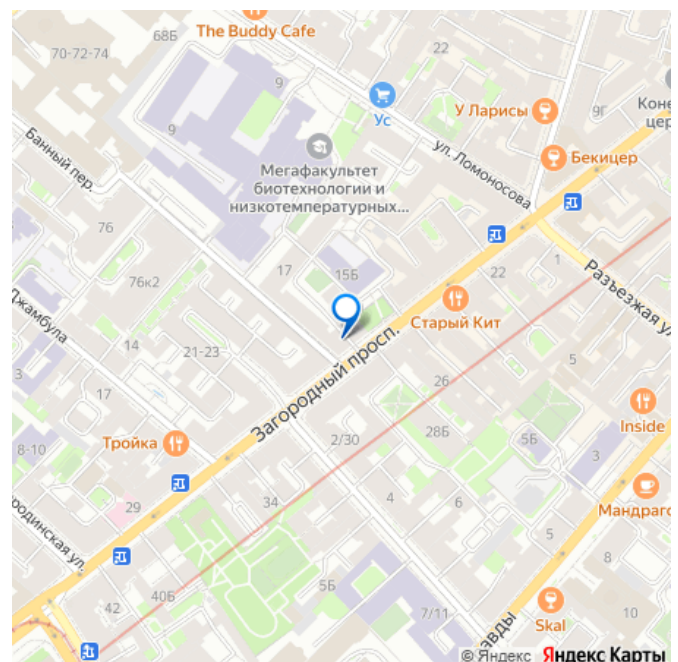 The Buddy Cafe
68Б
22
70-72-74
9
Ус
У Ларисы
9Г
Коне
цер
9
Бекицер
ул. Ломоносова
Мегафакультет
биотехнологии и
низкотемпературных...
Банный пер.
76
17
15Б
22
1
Разъезжая ул
76к2
Старый Кит
Джамбула
14
21-23
Загородный просп.
3
17
26
Inside
8-10
Тройка
2/30
28Б
5Б
3
Мандраго
29
34
4
6
5
8
родинская ул.
42
40Б
5Б
7/11
авды
Skal
10
© Яндекс Яндекс Карты